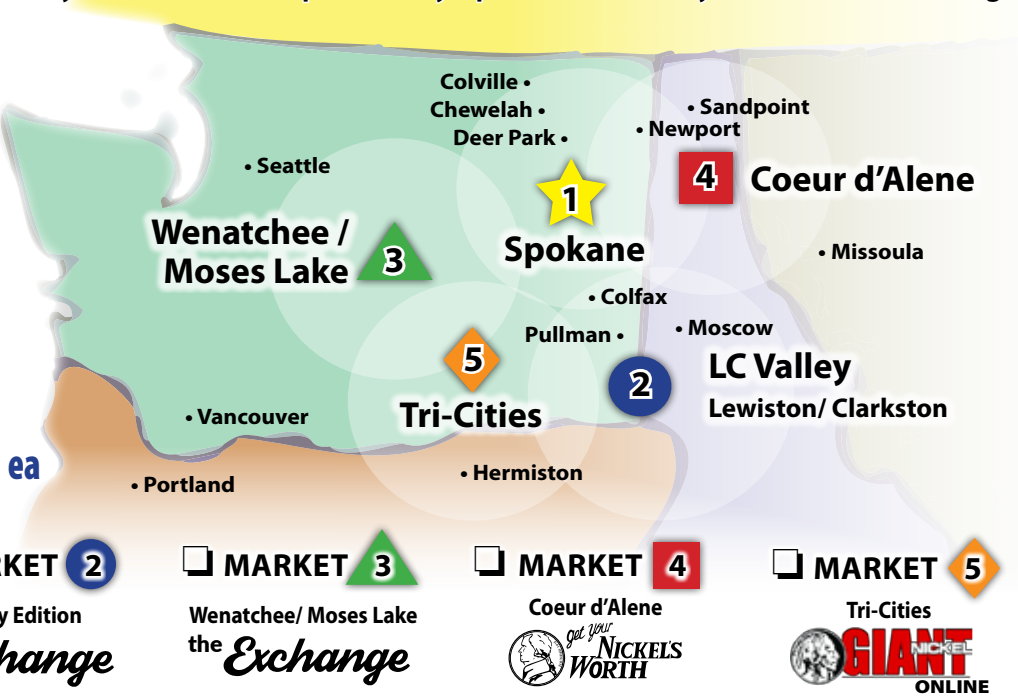 Colville •
Chewelah •
Deer Park •
• Sandpoint
• Newport
• Seattle
4 Coeur d’Alene
1
Spokane
Wenatchee /
Moses Lake 3
• Missoula
• Colfax
Pullman •
• Moscow
5
Tri-Cities
2
LC Valley
Lewiston/ Clarkston
• Vancouver
• Hermiston
• Portland
ea
RKET 2
y Edition
hange
❏ MARKET 3
Wenatchee/ Moses Lake
the Exchange
❏ MARKET 4
Coeur d’Alene
get your
NICKEL'S
WORTH
❏ MARKET 5
Tri-Cities
GIANT NICKEL
ONLINE